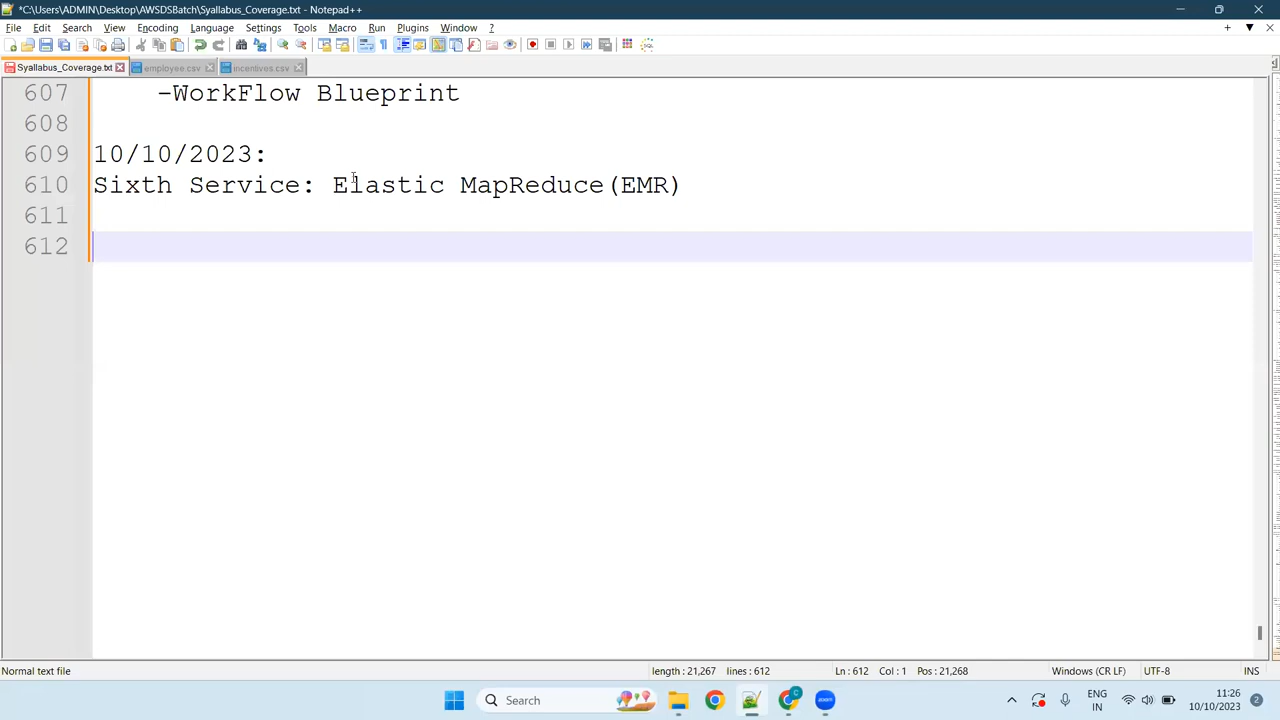 *C:\Users\ADMIN\Desktop\AWSDSBatch\Syallabus_Coverage.txt - Notepad++
File Edit Search View Encoding Language Settings Tools Macro Run Plugins Window ?
Syallabus_Coverage.txt employee.csv incentives.csv
607 -WorkFlow Blueprint
608
609 10/10/2023:
610 Sixth Service: Elastic MapReduce(EMR)
611
612
Normal text file length : 21,267 lines : 612 Ln : 612 Col : 1 Pos : 21,268 Windows (CR LF) UTF-8 INS
Search
zoom
ENG
IN
11:26
10/10/2023
2